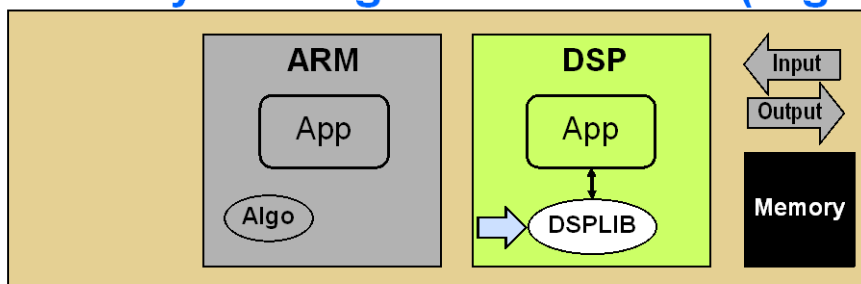 ARM
App
Algo
DSP
App
DSPLIB
Input
Output
Memory